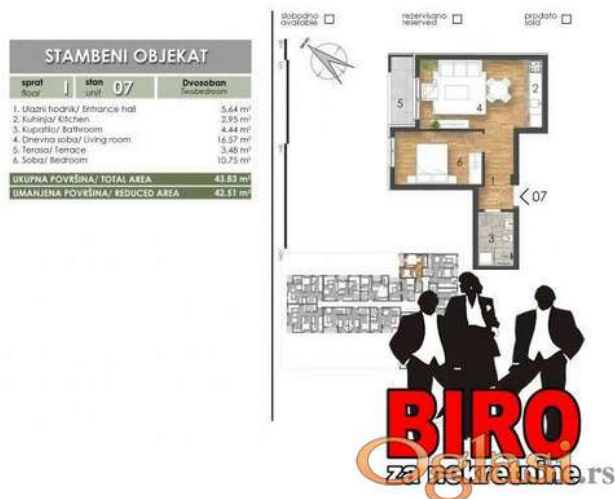 slobodno
available
rezervisano
reserved
prodato
sold
STAMBENI OBJEKAT
sprat
floor
I
stan
unit
07
Dvosoban
Twobedroom
1. Ulazni hodnik/ Entrance hall 5.64 m²
2. Kuhinja/ Kitchen 2.95 m²
3. Kupatilo/ Bathroom 4.44 m²
4. Dnevna soba/ Living room 16.57 m²
5. Terasa/ Terrace 3.48 m²
6. Soba/ Bedroom 10.75 m²
UKUPNA POVRŠINA/ TOTAL AREA 43.83 m²
UMANJENA POVRŠINA/ REDUCED AREA 42.51 m²
5
4
2
6
1
07
3
BIRO
za nekretnine
Oglasi.rs